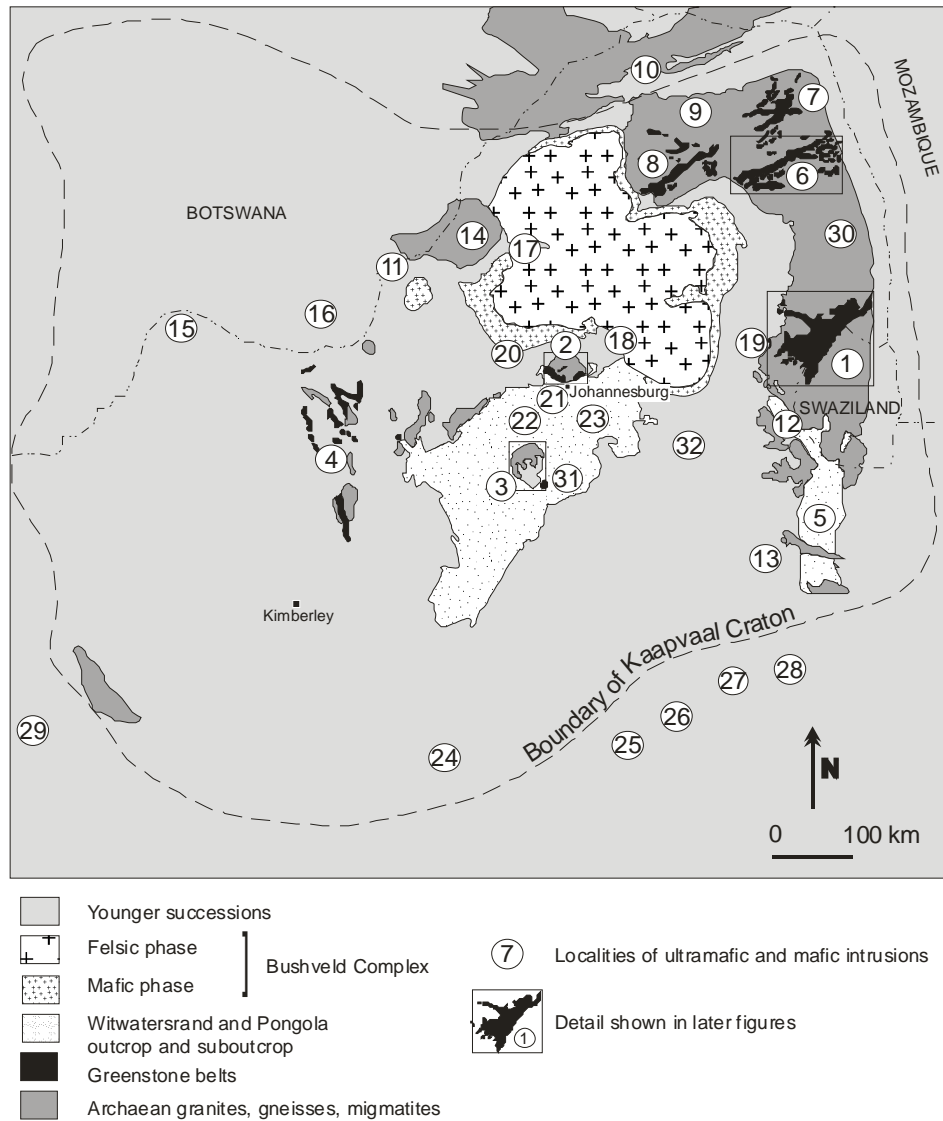 10
MOZAMBIQUE
7
9
8
6
BOTSWANA
14
17
30
11
16
15
18
19
20
2
1
Johannesburg
21
22
23
SWAZILAND
12
32
4
3
31
5
13
Kimberley
Boundary of Kaapvaal Craton
28
27
26
29
25
24
N
0 100 km
Younger successions
Felsic phase
Bushveld Complex
Mafic phase
Witwatersrand and Pongola
outcrop and suboutcrop
Greenstone belts
Archaean granites, gneisses, migmatites
7 Localities of ultramafic and mafic intrusions
1 Detail shown in later figures